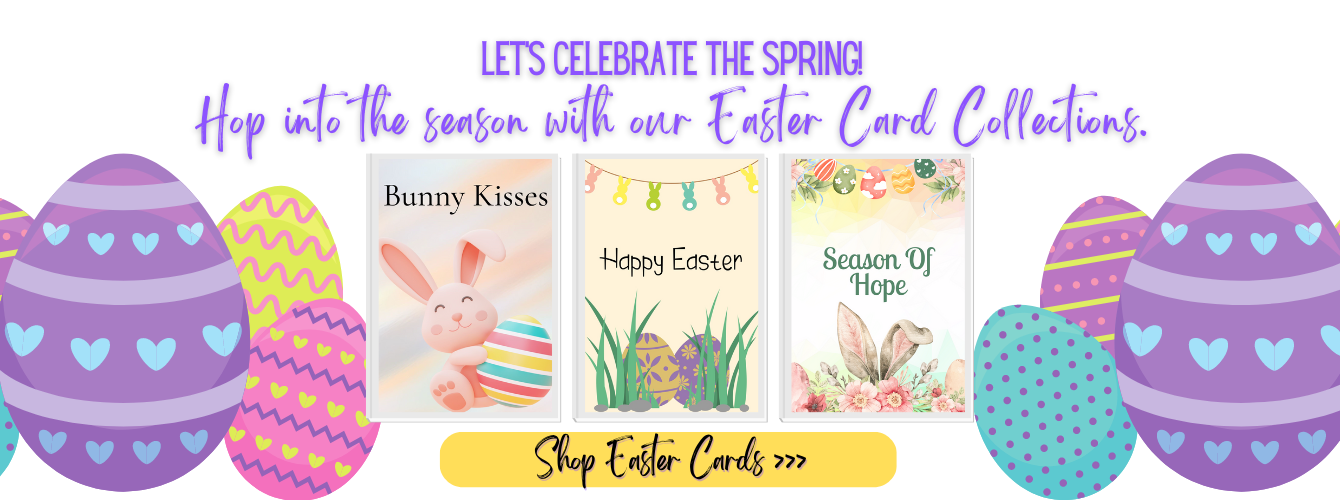 LET'S CELEBRATE THE SPRING!
Hop into the season with our Easter Card Collections.
Bunny Kisses
Happy Easter
Season Of
Hope
Shop Easter Cards >>>